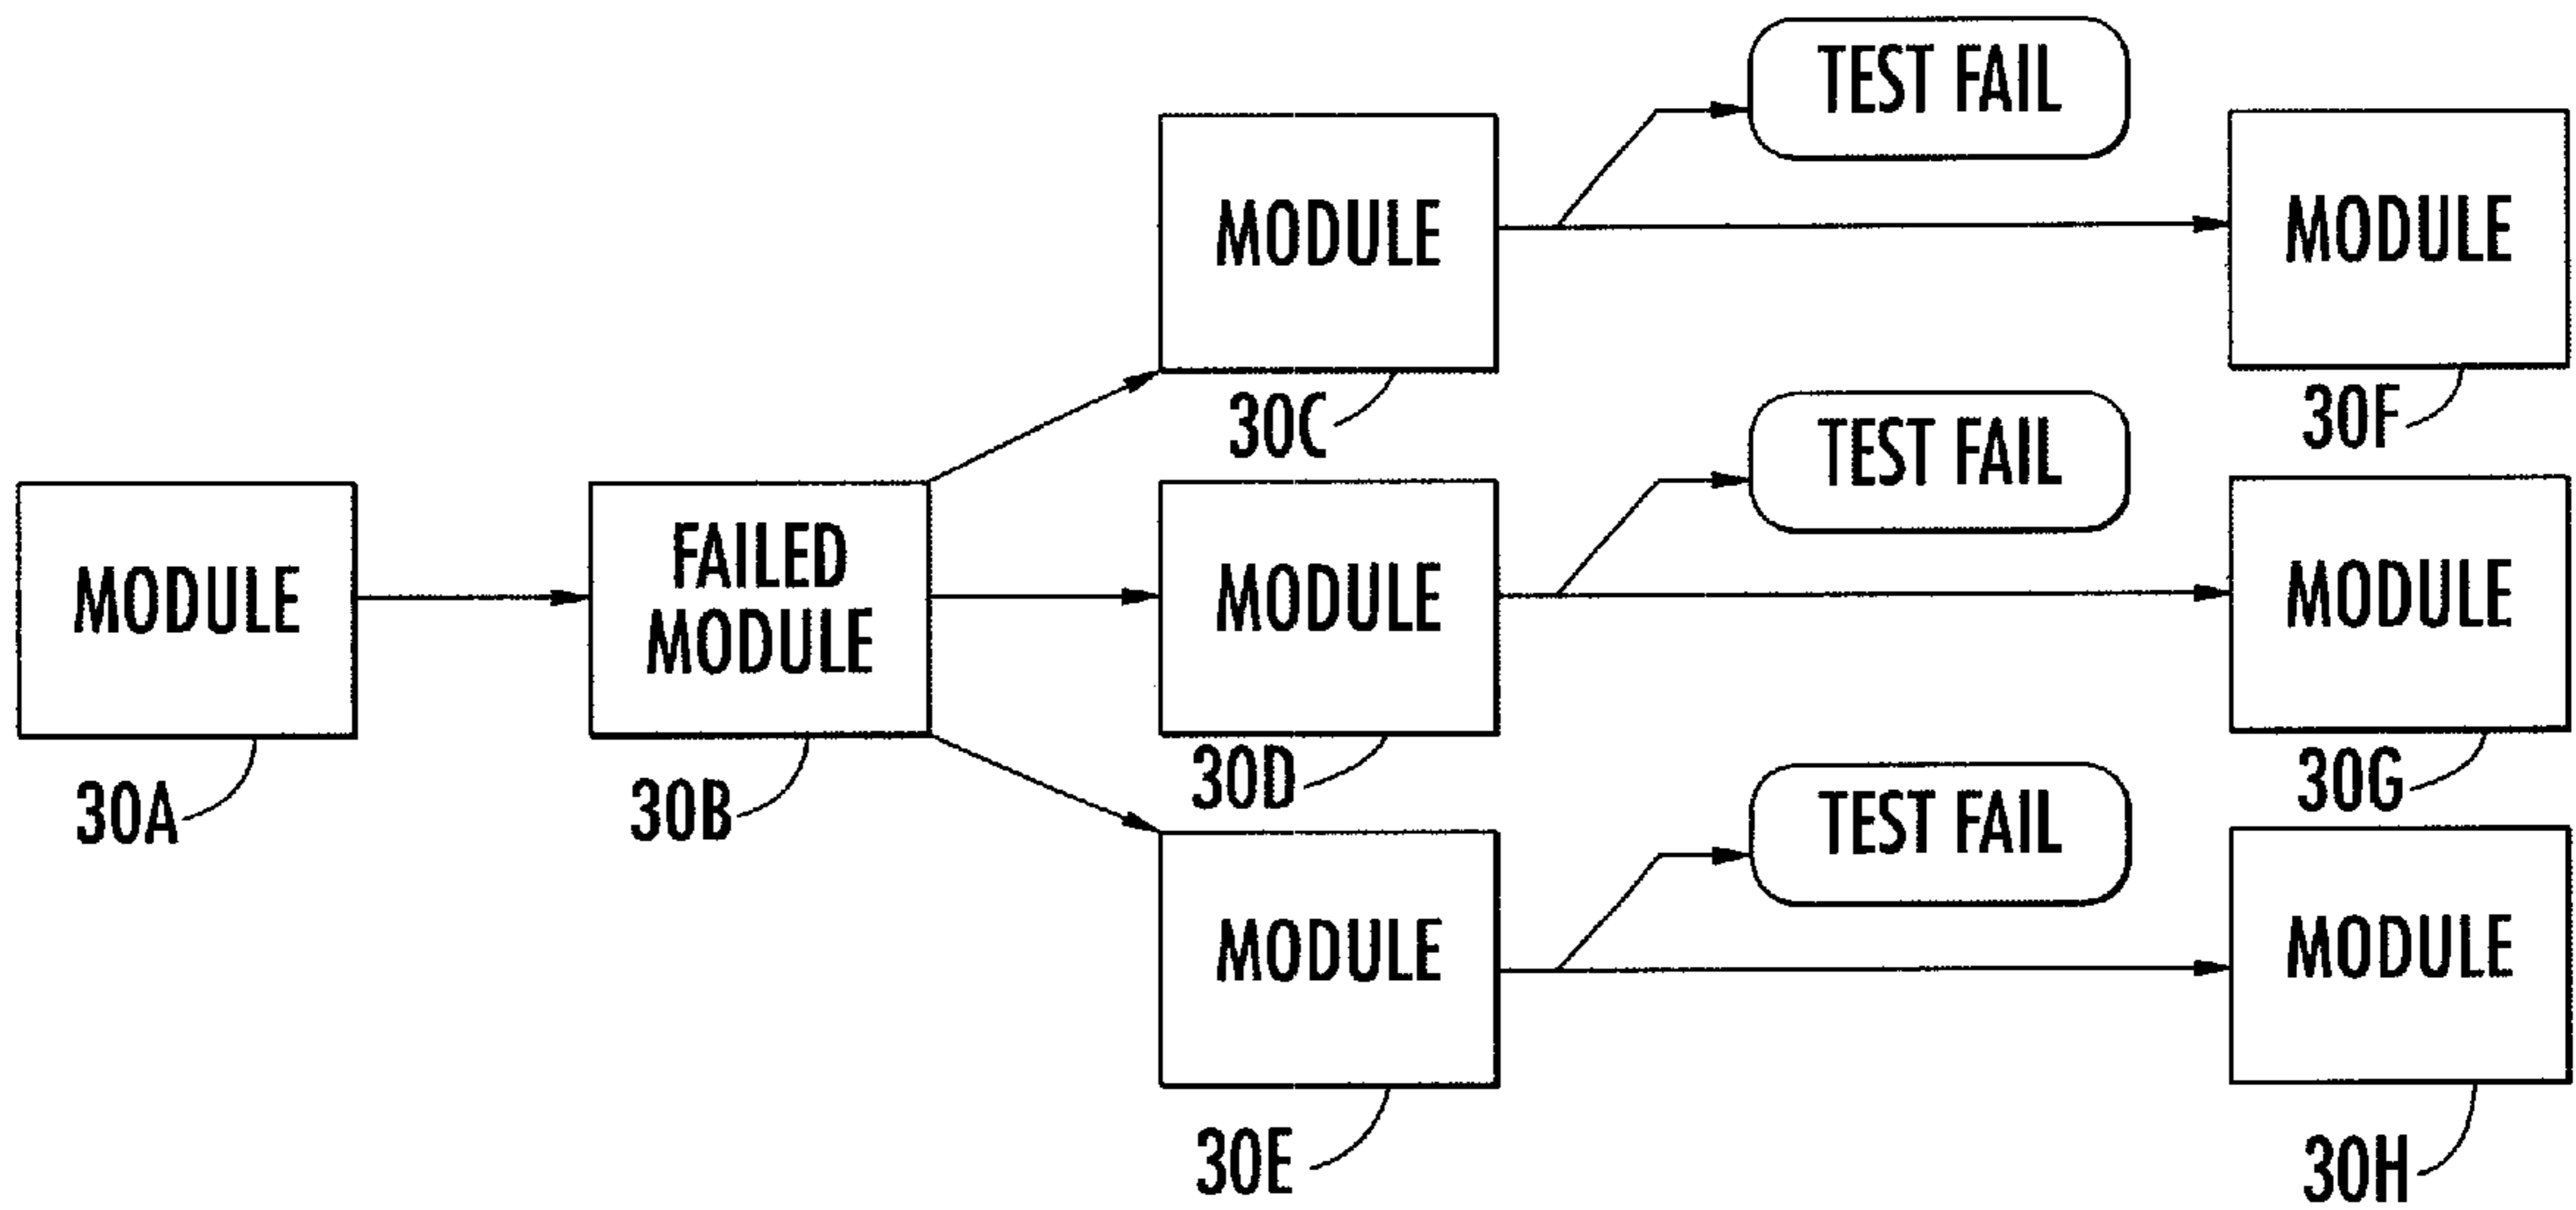 TEST FAIL
MODULE
MODULE
30C
30F
TEST FAIL
MODULE
FAILED
MODULE
MODULE
MODULE
30A
30B
30D
30G
TEST FAIL
MODULE
MODULE
30E
30H